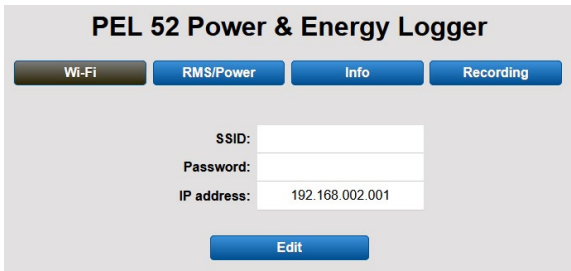 PEL 52 Power & Energy Logger
Wi-Fi RMS/Power Info Recording
SSID:
Password:
IP address: 192.168.002.001
Edit